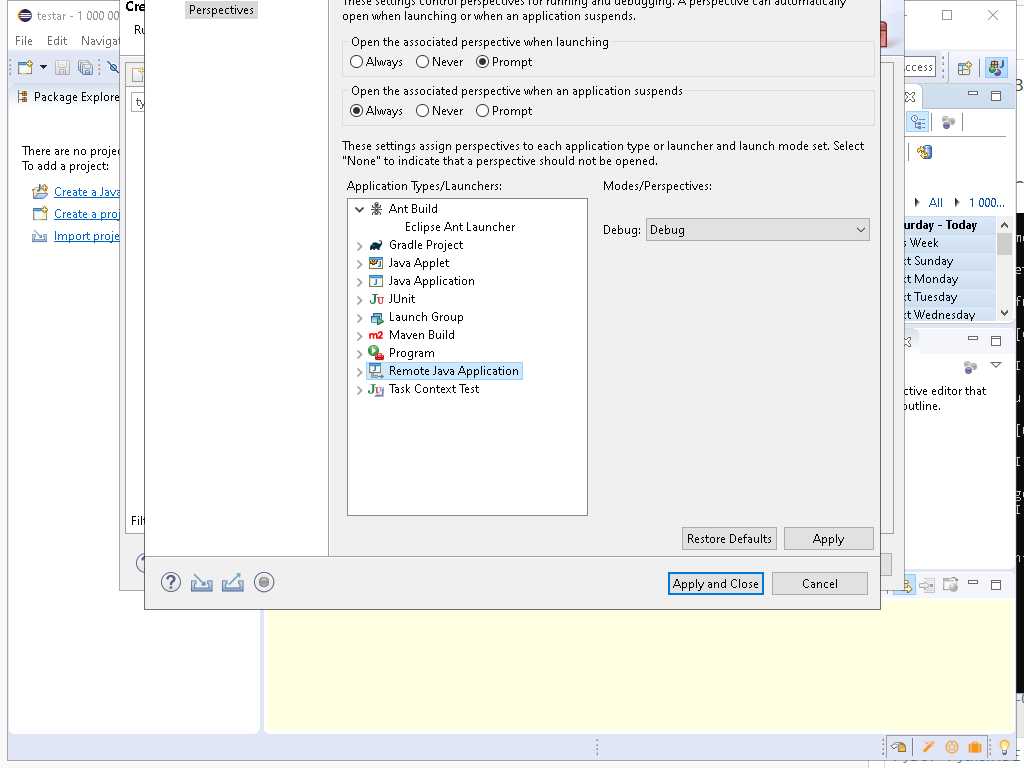 testar - 1 000 00
Cre
Perspectives
These settings control perspectives for running and debugging. A perspective can automatically
open when launching or when an application suspends.
File Edit Navigat
Ru
Open the associated perspective when launching
Always Never Prompt
ccess
Package Explore
Open the associated perspective when an application suspends
Always Never Prompt
ty
There are no projec
To add a project:
Create a Java
Create a proj
Import proje
These settings assign perspectives to each application type or launcher and launch mode set. Select
"None" to indicate that a perspective should not be opened.
Application Types/Launchers:
Modes/Perspectives:
Ant Build
Eclipse Ant Launcher
Gradle Project
Java Applet
Java Application
JUnit
Launch Group
Maven Build
Program
Remote Java Application
Task Context Test
Debug: Debug
All 1 000...
urday - Today
s Week
xt Sunday
xt Monday
xt Tuesday
xt Wednesday
ctive editor that
outline.
Filt
Restore Defaults Apply
Apply and Close Cancel